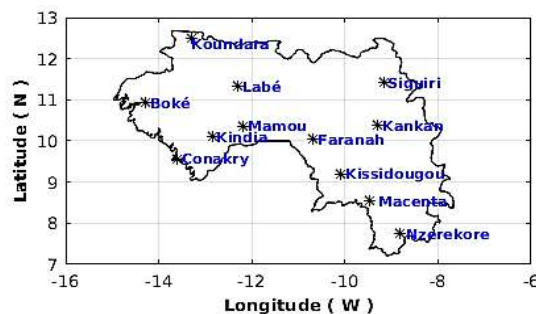 13
Koundara
12
Siguiri
Labé
11
Boké
Kankan
Mamou
Kindia
Faranah
10
Conakry
Kissidougou
9
Macenta
8
Nzerekore
7
6
-16
-14
-12
-10
-8
-6
Latitude ( N )
Longitude ( W )